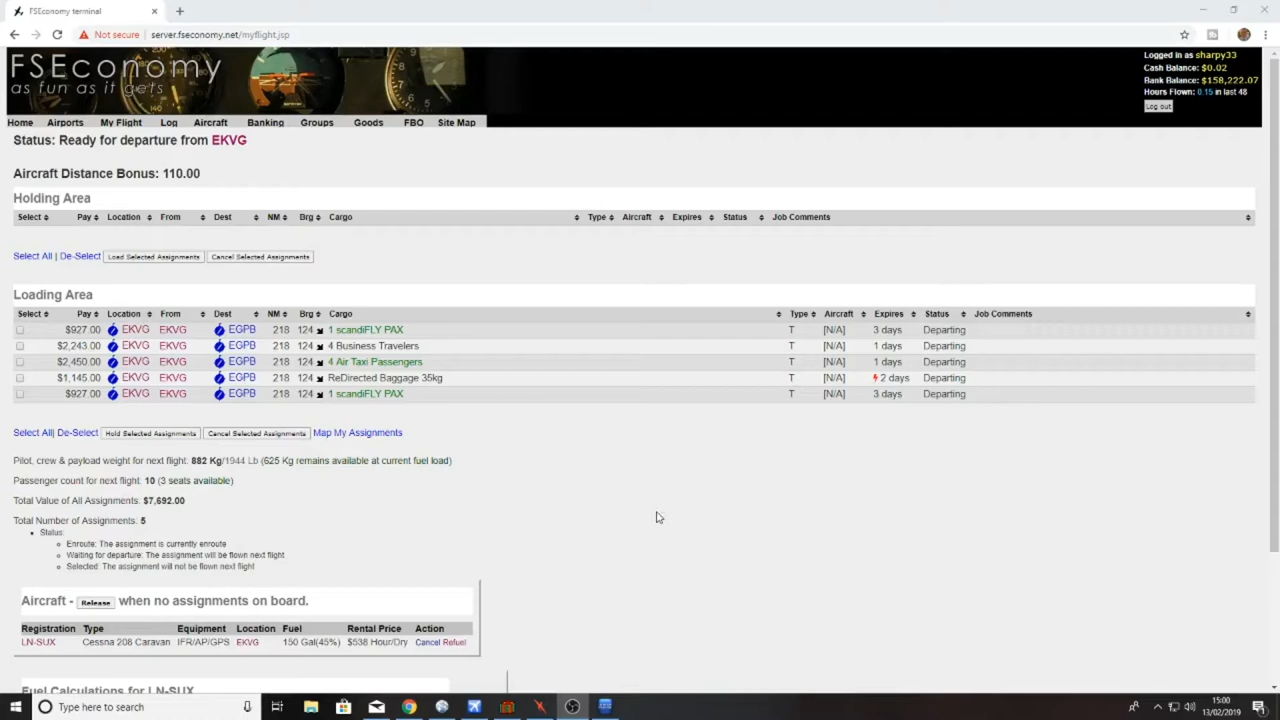 FSEconomy terminal
Not secure | server.fseconomy.net/myflight.jsp
FSEconomy
as fun as it gets
Logged in as sharpy33
Cash Balance: $0.02
Bank Balance: $158,222.07
Hours Flown: 0.15 in last 48
Log out
Home Airports My Flight Log Aircraft Banking Groups Goods FBO Site Map
Status: Ready for departure from EKVG
Aircraft Distance Bonus: 110.00
Holding Area
Select Pay Location From Dest NM Brg Cargo Type Aircraft Expires Status Job Comments
Select All | De-Select Load Selected Assignments Cancel Selected Assignments
Loading Area
Select Pay Location From Dest NM Brg Cargo Type Aircraft Expires Status Job Comments
$927.00 EKVG EKVG EGPB 218 124 1 scandiFLY PAX T [N/A] 3 days Departing
$2,243.00 EKVG EKVG EGPB 218 124 4 Business Travelers T [N/A] 1 days Departing
$2,450.00 EKVG EKVG EGPB 218 124 4 Air Taxi Passengers T [N/A] 1 days Departing
$1,145.00 EKVG EKVG EGPB 218 124 ReDirected Baggage 35kg T [N/A] 2 days Departing
$927.00 EKVG EKVG EGPB 218 124 1 scandiFLY PAX T [N/A] 3 days Departing
Select All| De-Select Hold Selected Assignments Cancel Selected Assignments Map My Assignments
Pilot, crew & payload weight for next flight: 882 Kg/1944 Lb (625 Kg remains available at current fuel load)
Passenger count for next flight: 10 (3 seats available)
Total Value of All Assignments: $7,692.00
Total Number of Assignments: 5
Status:
Enroute: The assignment is currently enroute
Waiting for departure: The assignment will be flown next flight
Selected: The assignment will not be flown next flight
Aircraft - Release when no assignments on board.
Registration Type Equipment Location Fuel Rental Price Action
LN-SUX Cessna 208 Caravan IFR/AP/GPS EKVG 150 Gal(45%) $538 Hour/Dry Cancel Refuel
Fuel Calculations for LN-SUX
Type here to search
15:00
13/02/2019